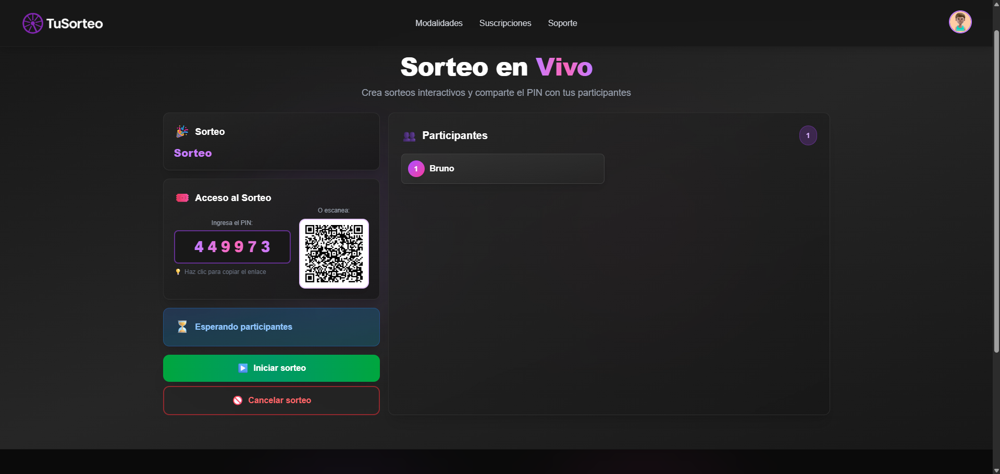 TuSorteo
Modalidades
Suscripciones
Soporte
Sorteo en Vivo
Crea sorteos interactivos y comparte el PIN con tus participantes
Sorteo
Sorteo
Acceso al Sorteo
Ingresa el PIN:
449973
Haz clic para copiar el enlace
O escanea:
Esperando participantes
Iniciar sorteo
Cancelar sorteo
Participantes
1
1 Bruno